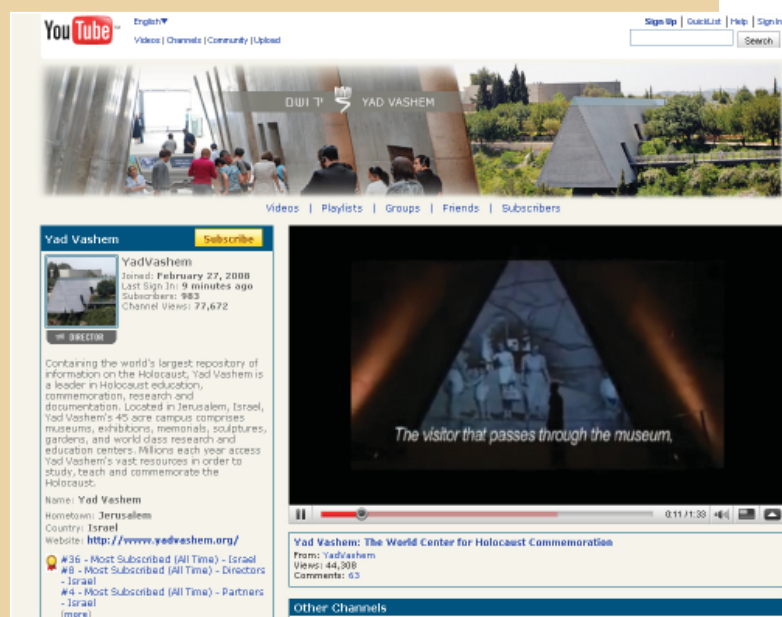 You Tube
English▼
Sign Up | QuickList | Help | Sign In
Videos | Channels | Community | Upload
Search
יד ושם YAD VASHEM
Videos | Playlists | Groups | Friends | Subscribers
Yad Vashem
Subscribe
YadVashem
Joined: February 27, 2008
Last Sign In: 9 minutes ago
Subscribers: 983
Channel Views: 77,672
DIRECTOR
Containing the world's largest repository of
information on the Holocaust, Yad Vashem is
a leader in Holocaust education,
commemoration, research and
documentation. Located in Jerusalem, Israel,
Yad Vashem's 45 acre campus comprises
museums, exhibitions, memorials, sculptures,
gardens, and world class research and
education centers. Millions each year access
Yad Vashem's vast resources in order to
study, teach and commemorate the
Holocaust.
Name: Yad Vashem
Hometown: Jerusalem
Country: Israel
Website: http://www.yadvashem.org/
#36 - Most Subscribed (All Time) - Israel
#8 - Most Subscribed (All Time) - Directors
- Israel
#4 - Most Subscribed (All Time) - Partners
- Israel
(more)
The visitor that passes through the museum,
0:11 / 1:33
Yad Vashem: The World Center for Holocaust Commemoration
From: YadVashem
Views: 44,308
Comments: 63
Other Channels